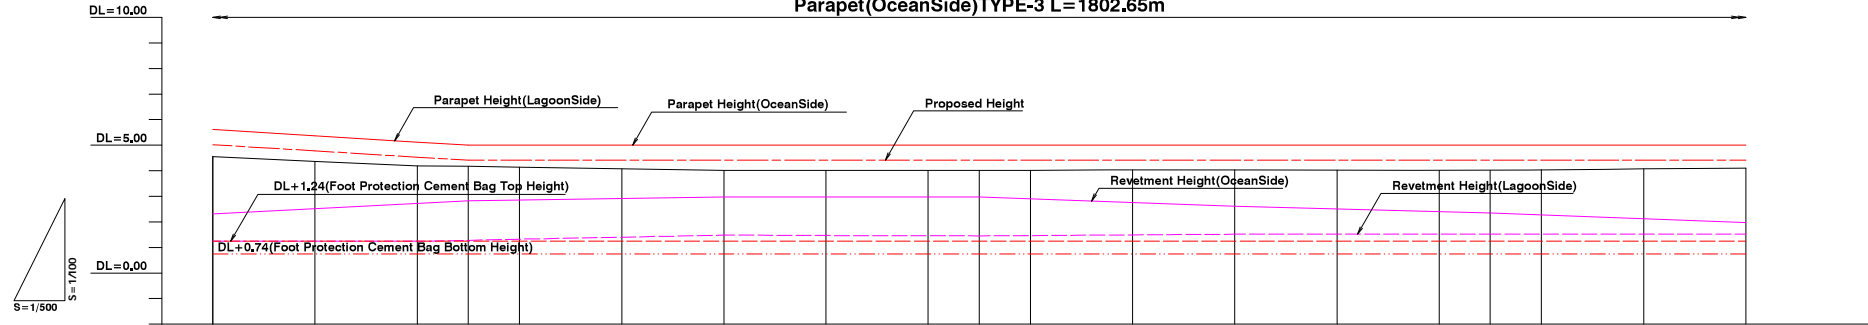 DL=10.00
Parapet(OceanSide)TYPE-3 L=1802.65m
Parapet Height(LagoonSide)
Parapet Height(OceanSide)
Proposed Height
DL=5.00
DL+1.24(Foot Protection Cement Bag Top Height)
Revetment Height(OceanSide)
Revetment Height(LagoonSide)
DL+0.74(Foot Protection Cement Bag Bottom Height)
DL=0.00
S=1/100
S=1/500